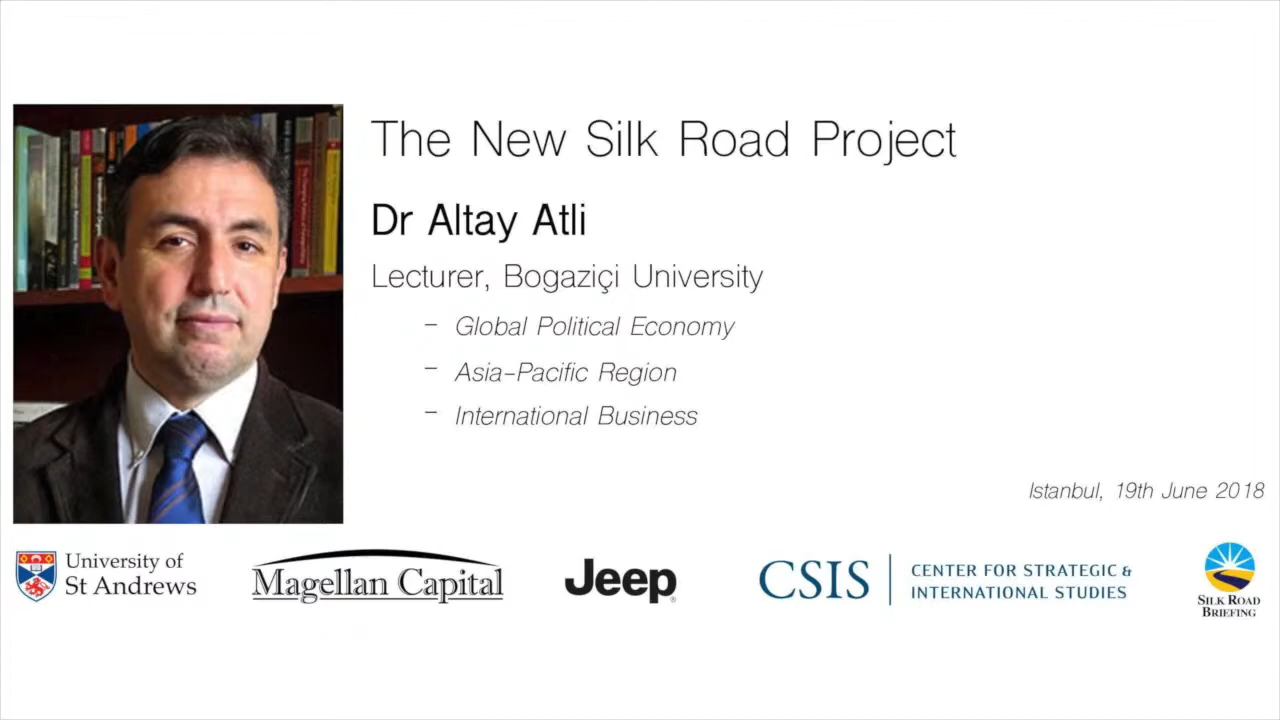 The New Silk Road Project
Dr Altay Atli
Lecturer, Bogaziçi University
- Global Political Economy
- Asia-Pacific Region
- International Business
Istanbul, 19th June 2018
University of
St Andrews
Magellan Capital
Jeep®
CSIS
CENTER FOR STRATEGIC &
INTERNATIONAL STUDIES
SILK ROAD
BRIEFING